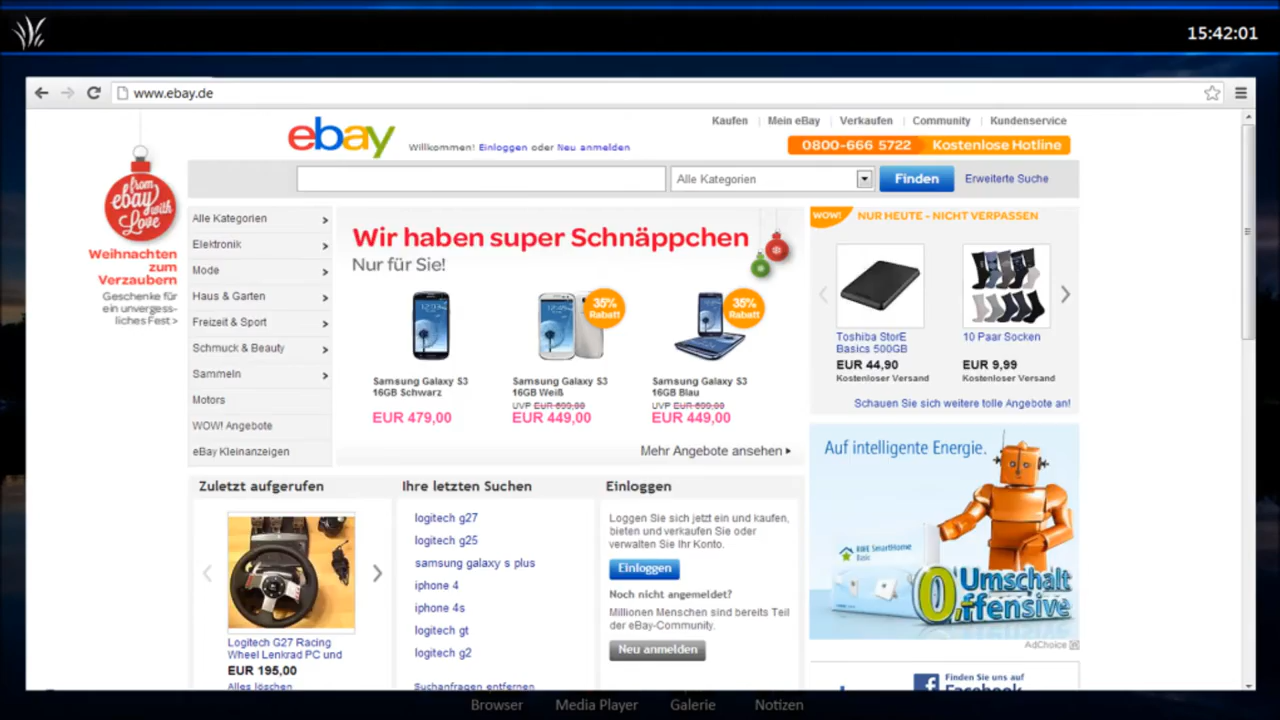 15:42:01
www.ebay.de
Kaufen Mein eBay Verkaufen Community Kundenservice
ebay
Willkommen! Einloggen oder Neu anmelden
0800-666 5722 Kostenlose Hotline
Alle Kategorien
Finden
Erweiterte Suche
from ebay with Love
Weihnachten
zum
Verzaubern
Geschenke für
ein unvergess-
liches Fest >
Alle Kategorien
Elektronik
Mode
Haus & Garten
Freizeit & Sport
Schmuck & Beauty
Sammeln
Motors
WOW! Angebote
eBay Kleinanzeigen
Wir haben super Schnäppchen
Nur für Sie!
35%
Rabatt
35%
Rabatt
Samsung Galaxy S3
16GB Schwarz
EUR 479,00
Samsung Galaxy S3
16GB Weiß
UVP EUR 699,00
EUR 449,00
Samsung Galaxy S3
16GB Blau
UVP EUR 699,00
EUR 449,00
Mehr Angebote ansehen
WOW! NUR HEUTE - NICHT VERPASSEN
Toshiba StorE
Basics 500GB
EUR 44,90
Kostenloser Versand
10 Paar Socken
EUR 9,99
Kostenloser Versand
Schauen Sie sich weitere tolle Angebote an!
Auf intelligente Energie.
RWE SmartHome
Basic
0, Umschalt
Offensive
AdChoice
Finden Sie uns auf
Facebook
Zuletzt aufgerufen
Logitech G27 Racing
Wheel Lenkrad PC und
EUR 195,00
Alles löschen
Ihre letzten Suchen
logitech g27
logitech g25
samsung galaxy s plus
iphone 4
iphone 4s
logitech gt
logitech g2
Suchanfragen entfernen
Einloggen
Loggen Sie sich jetzt ein und kaufen,
bieten und verkaufen Sie oder
verwalten Sie Ihr Konto.
Einloggen
Noch nicht angemeldet?
Millionen Menschen sind bereits Teil
der eBay-Community.
Neu anmelden
Browser Media Player Galerie Notizen